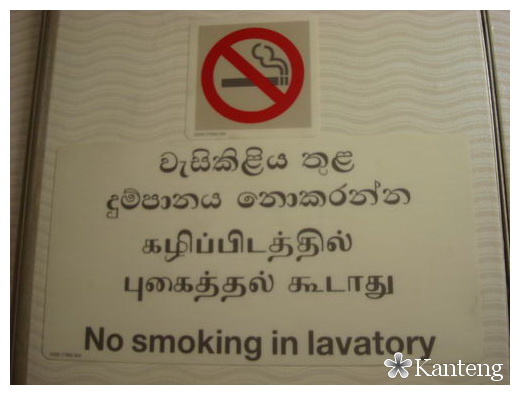 වැසිකිළිය තුළ
දුම්පානය නොකරන්න
கழிப்பிடத்தில்
புகைத்தல் கூடாது
No smoking in lavatory
Kanteng